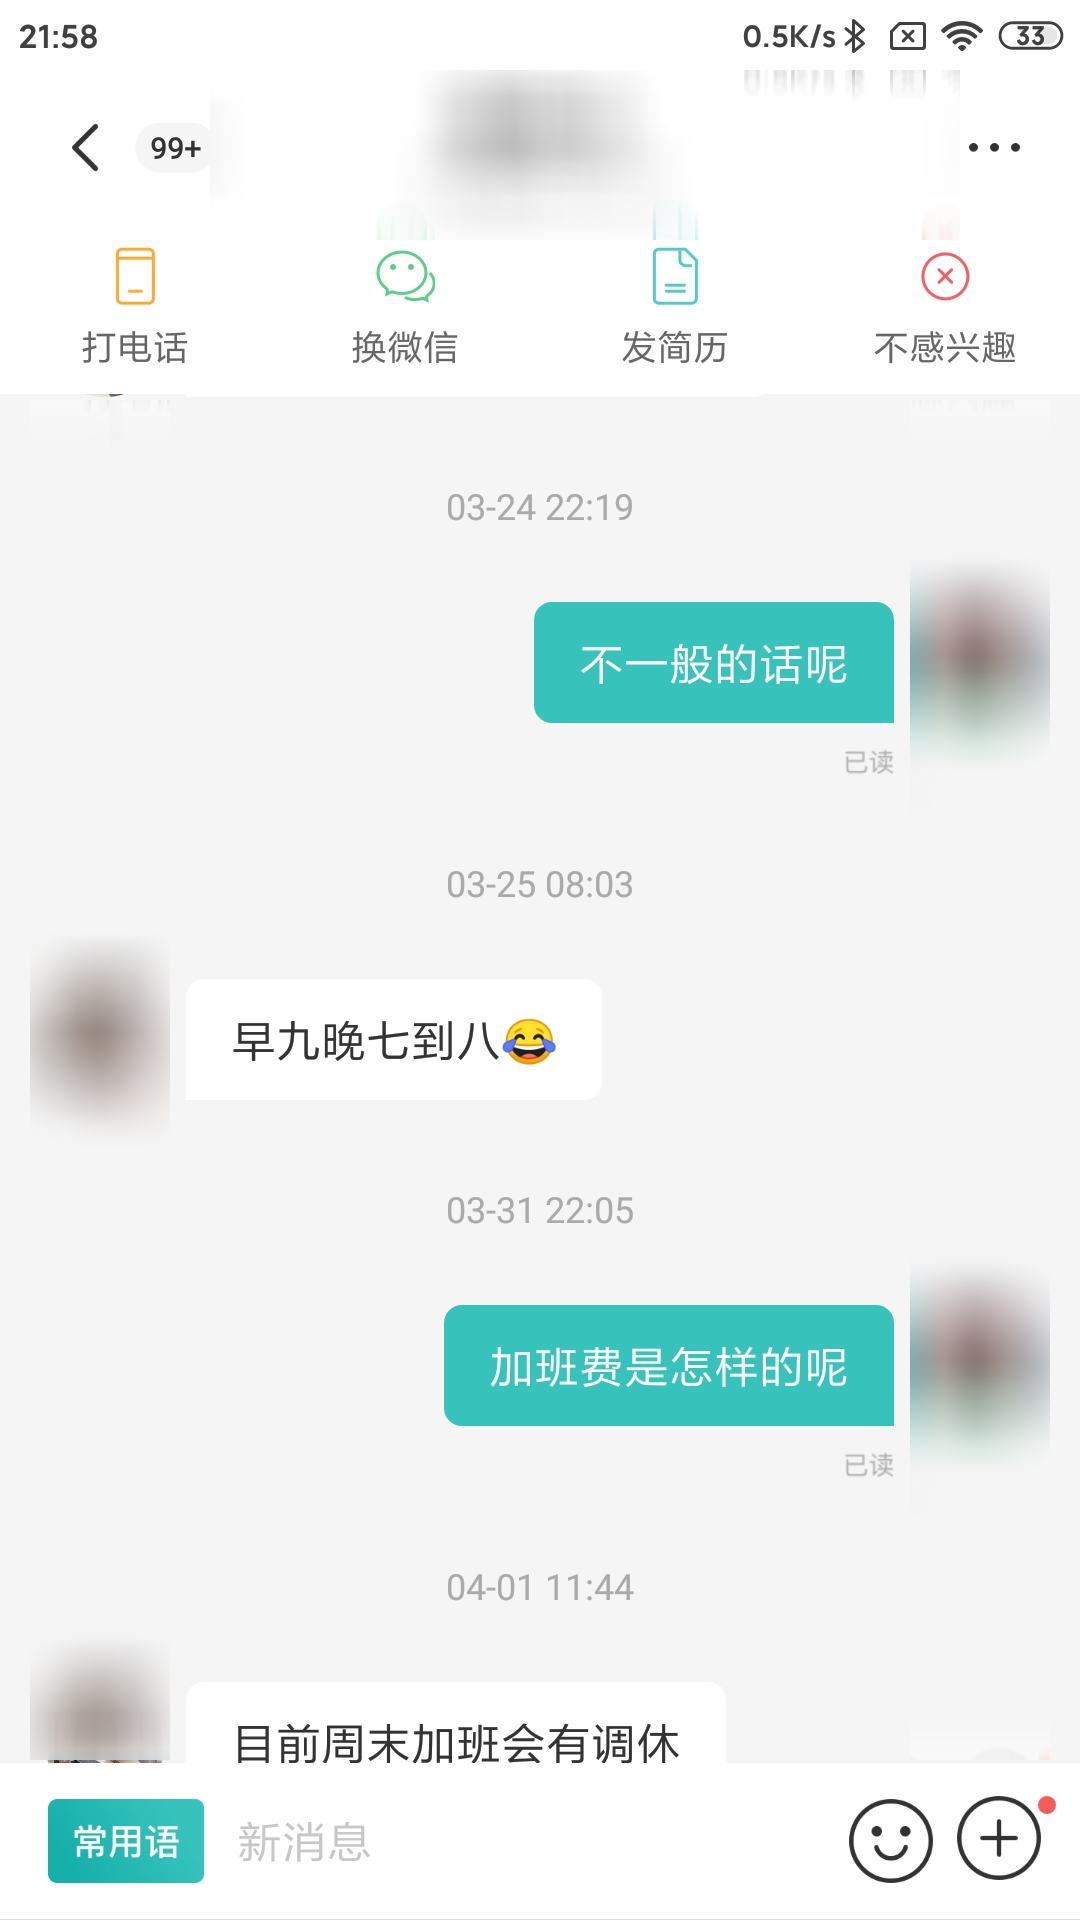 21:58
0.5K/s
33
99+
打电话
换微信
发简历
不感兴趣
03-24 22:19
不一般的话呢
已读
03-25 08:03
早九晚七到八😂
03-31 22:05
加班费是怎样的呢
已读
04-01 11:44
目前周末加班会有调休
常用语
新消息